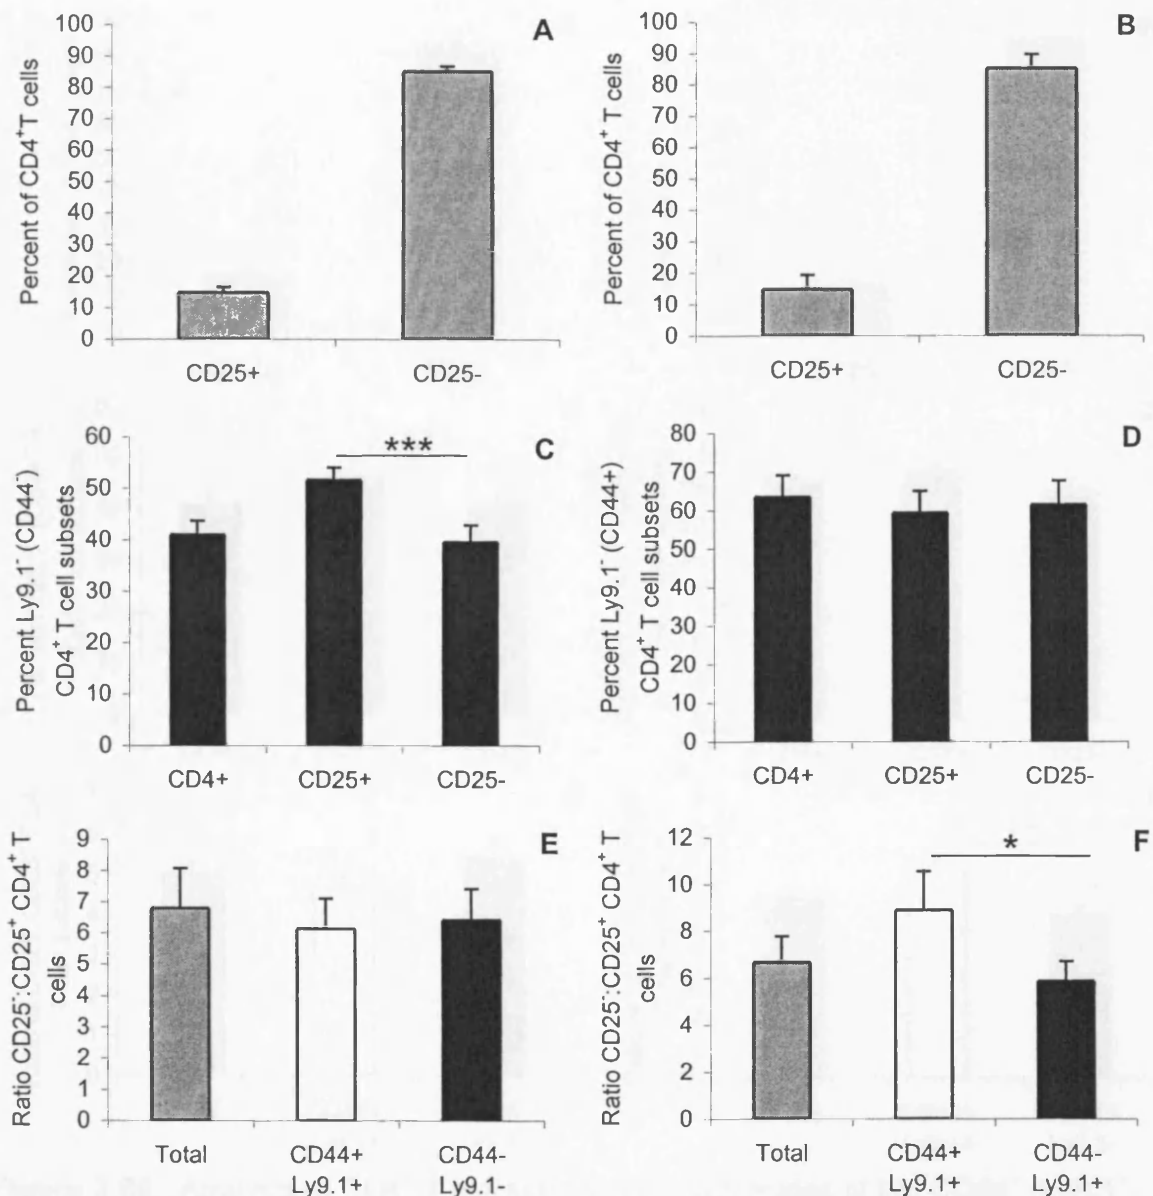 A
Percent of CD4⁺T cells
100
90
80
70
60
50
40
30
20
10
0
CD25+
CD25-
B
Percent of CD4⁺ T cells
100
90
80
70
60
50
40
30
20
10
0
CD25+
CD25-
C
Percent Ly9.1⁻ (CD44⁻)
CD4⁺ T cell subsets
60
50
40
30
20
10
0
***
CD4+
CD25+
CD25-
D
Percent Ly9.1⁻ (CD44+)
CD4⁺ T cell subsets
80
70
60
50
40
30
20
10
0
CD4+
CD25+
CD25-
E
Ratio CD25⁻:CD25⁺ CD4⁺ T
cells
9
8
7
6
5
4
3
2
1
0
Total
CD44+
Ly9.1+
CD44-
Ly9.1-
F
Ratio CD25⁻:CD25⁺ CD4⁺ T
cells
12
10
8
6
4
2
0
*
Total
CD44+
Ly9.1+
CD44-
Ly9.1+